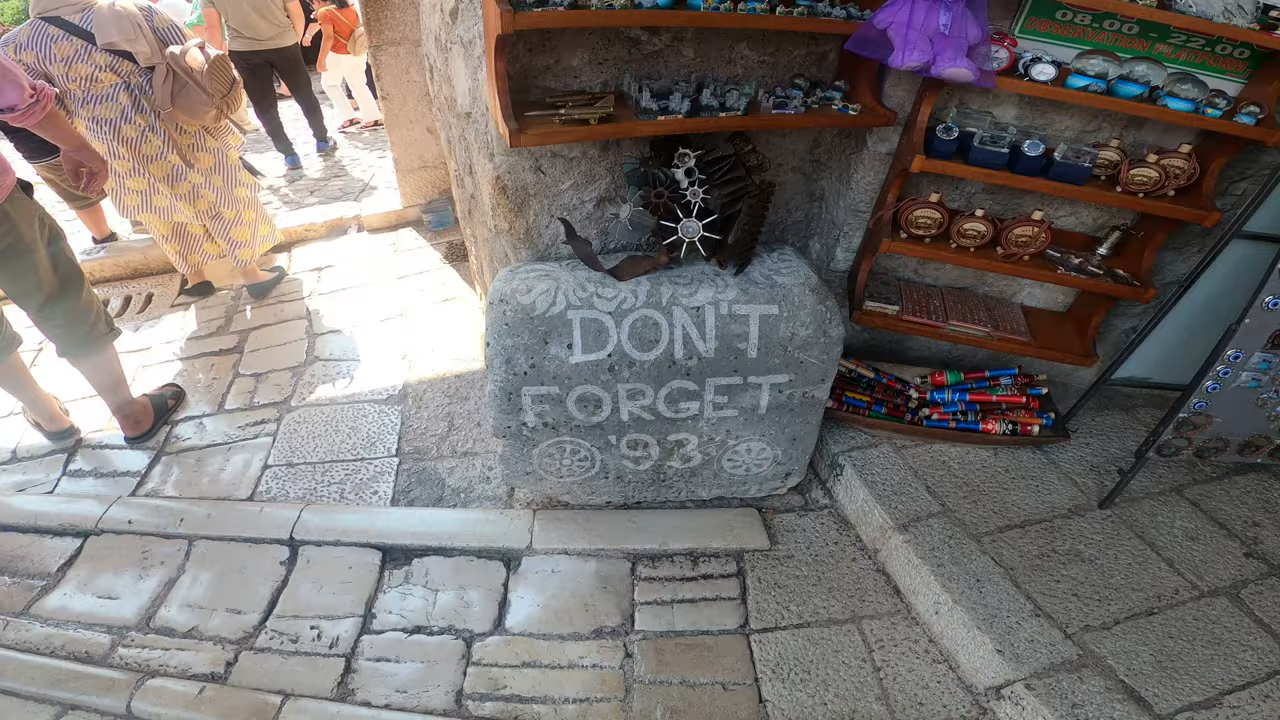 DON'T
FORGET
'93
08.00 - 22.00
OBSERVATION PLATFORM